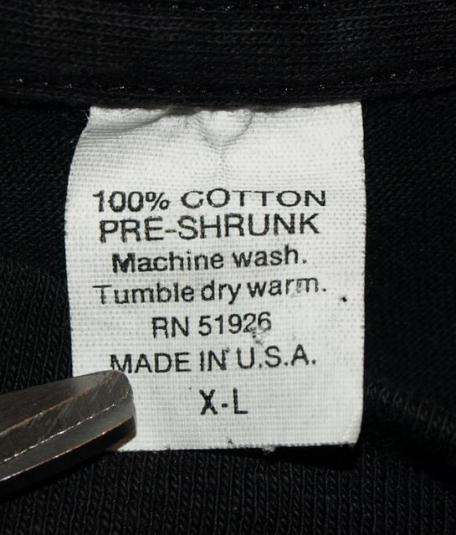 100% COTTON
PRE-SHRUNK
Machine wash.
Tumble dry warm.
RN 51926
MADE IN U.S.A.
X-L